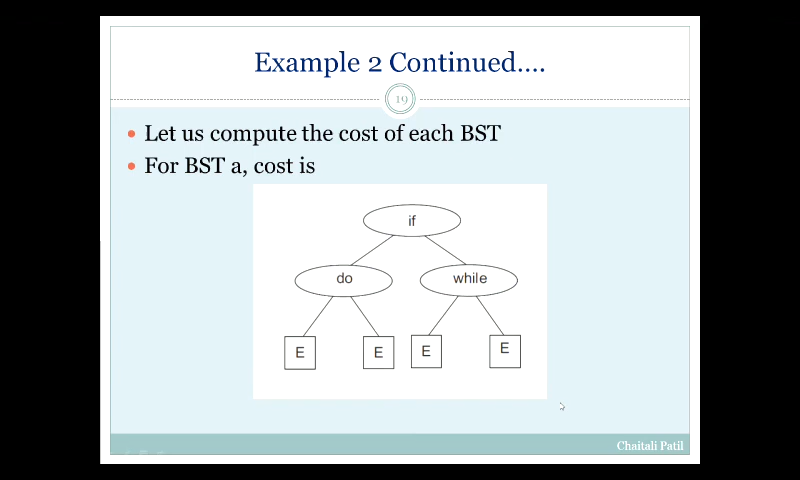 Example 2 Continued....
19
Let us compute the cost of each BST
For BST a, cost is
if
do
while
E
E
E
E
Chaitali Patil